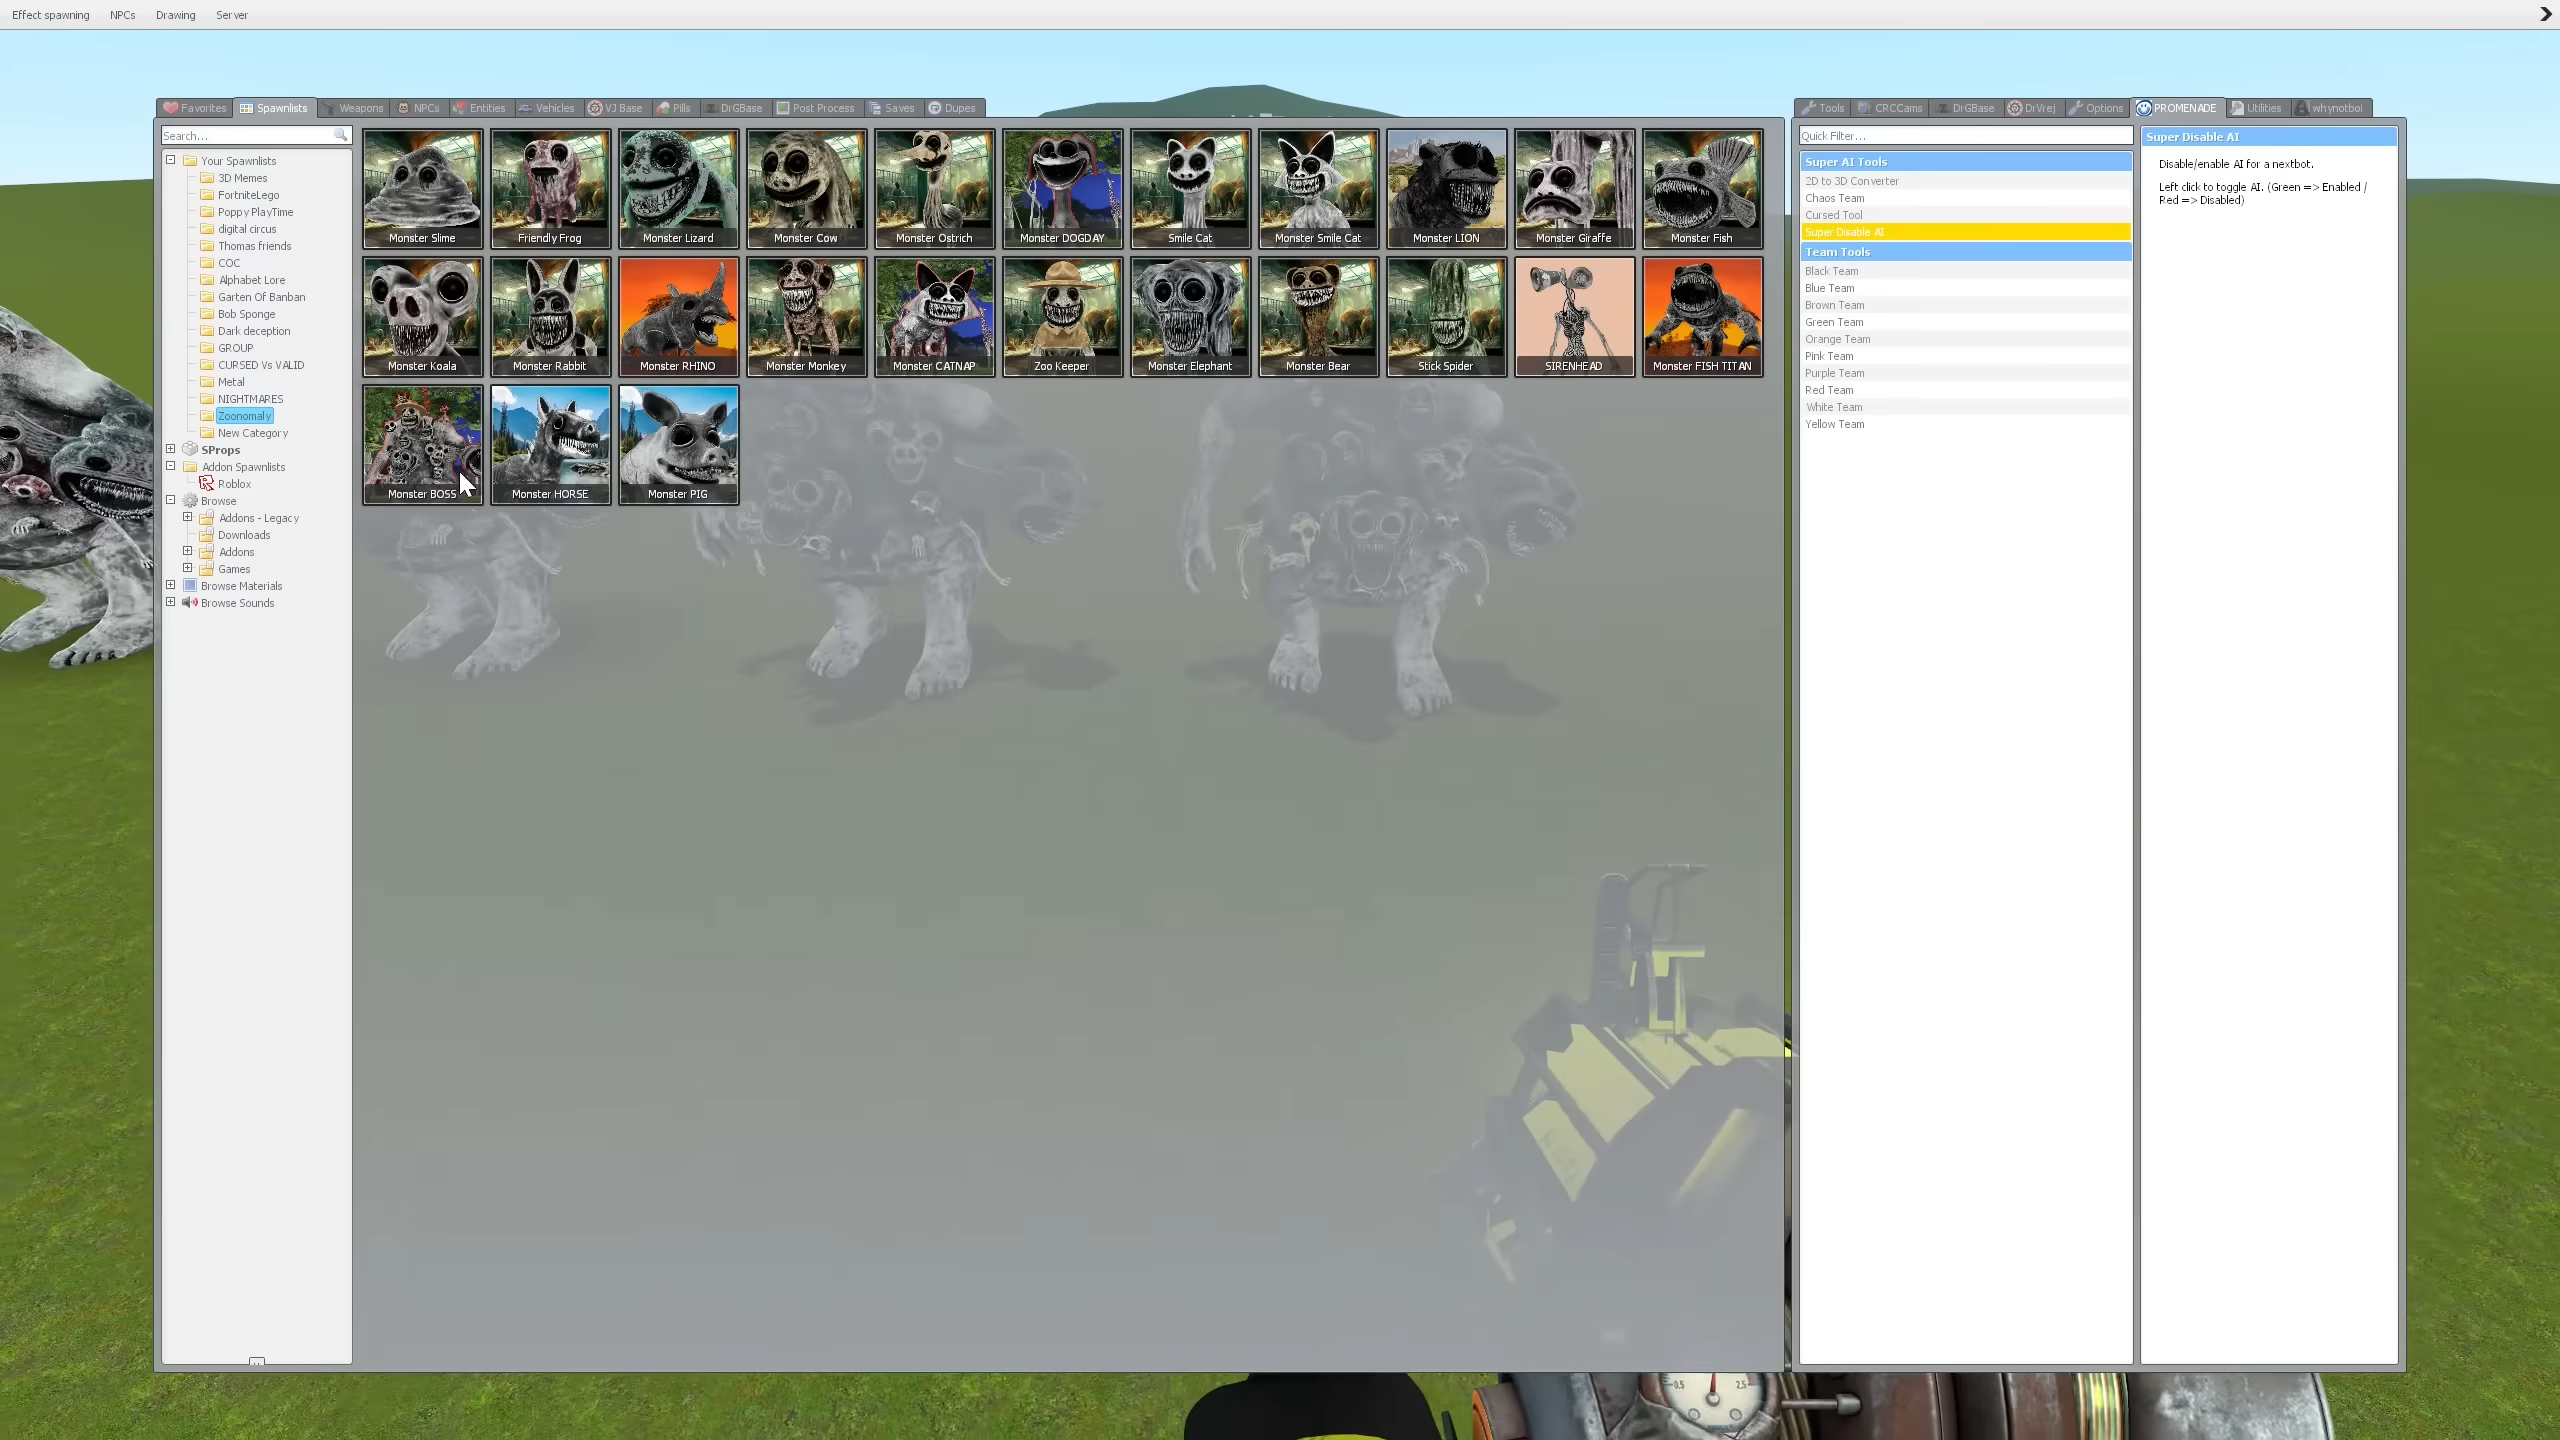 Effect spawning NPCs Drawing Server
Favorites Spawnlists Weapons NPCs Entities Vehicles VJ Base Pills DrGBase Post Process Saves Dupes
Search...
Your Spawnlists
3D Memes
FortniteLego
Poppy PlayTime
digital circus
Thomas friends
COC
Alphabet Lore
Garten Of Banban
Bob Sponge
Dark deception
GROUP
CURSED Vs VALID
Metal
NIGHTMARES
Zoonomaly
New Category
SProps
Addon Spawnlists
Roblox
Browse
Addons - Legacy
Downloads
Addons
Games
Browse Materials
Browse Sounds
Monster Slime Friendly Frog Monster Lizard Monster Cow Monster Ostrich Monster DOGDAY Smile Cat Monster Smile Cat Monster LION Monster Giraffe Monster Fish
Monster Koala Monster Rabbit Monster RHINO Monster Monkey Monster CATNAP Zoo Keeper Monster Elephant Monster Bear Stick Spider SIRENHEAD Monster FISH TITAN
Monster BOSS Monster HORSE Monster PIG
Tools CRCCams DrGBase DrVrej Options PROMENADE Utilities whynotboi
Quick Filter...
Super AI Tools
2D to 3D Converter
Chaos Team
Cursed Tool
Super Disable AI
Team Tools
Black Team
Blue Team
Brown Team
Green Team
Orange Team
Pink Team
Purple Team
Red Team
White Team
Yellow Team
Super Disable AI
Disable/enable AI for a nextbot.
Left click to toggle AI. (Green => Enabled /
Red => Disabled)
0.5 2.5